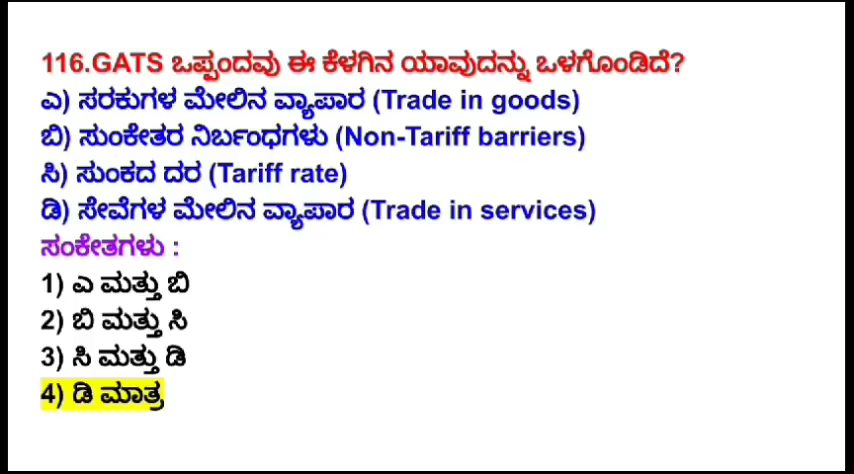 116.GATS ಒಪ್ಪಂದವು ಈ ಕೆಳಗಿನ ಯಾವುದನ್ನು ಒಳಗೊಂಡಿದೆ?
ಎ) ಸರಕುಗಳ ಮೇಲಿನ ವ್ಯಾಪಾರ (Trade in goods)
ಬಿ) ಸುಂಕೇತರ ನಿರ್ಬಂಧಗಳು (Non-Tariff barriers)
ಸಿ) ಸುಂಕದ ದರ (Tariff rate)
ಡಿ) ಸೇವೆಗಳ ಮೇಲಿನ ವ್ಯಾಪಾರ (Trade in services)
ಸಂಕೇತಗಳು :
1) ಎ ಮತ್ತು ಬಿ
2) ಬಿ ಮತ್ತು ಸಿ
3) ಸಿ ಮತ್ತು ಡಿ
4) ಡಿ ಮಾತ್ರ